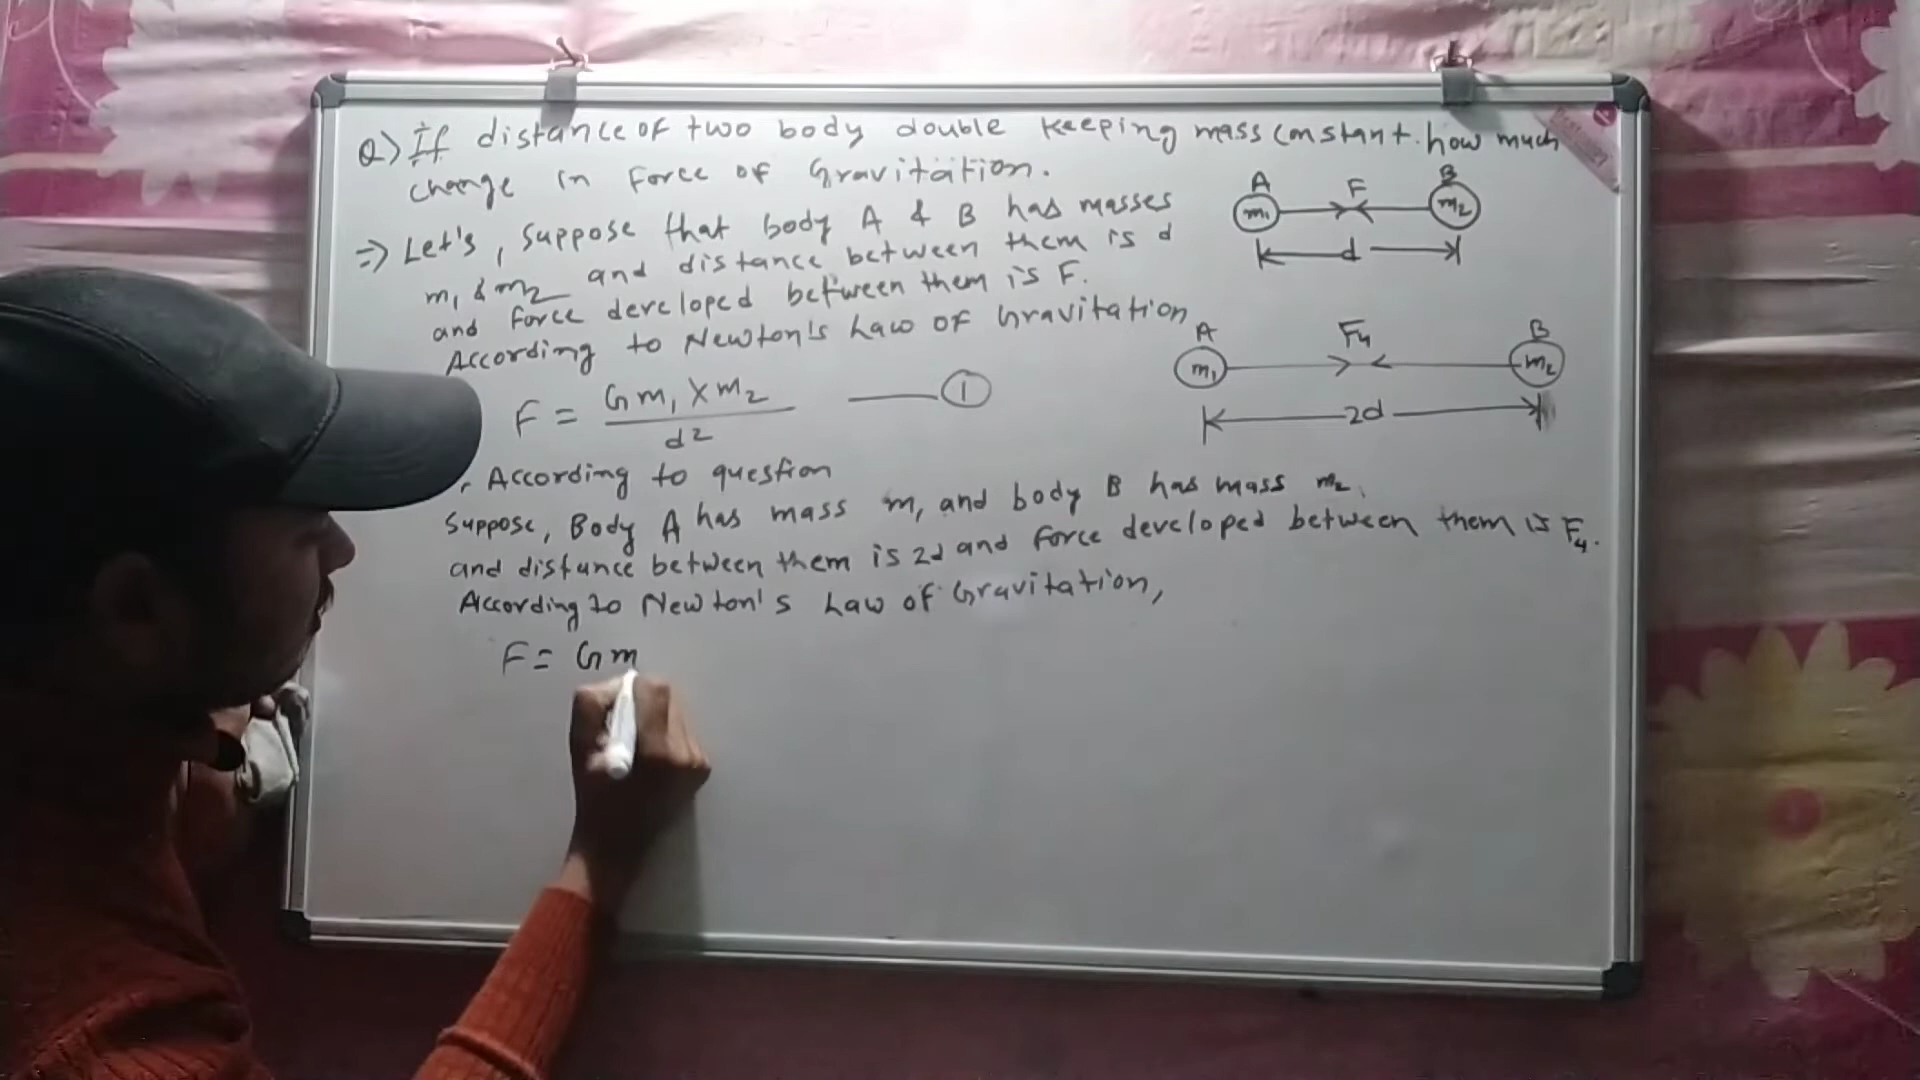 Q) If distance of two body double keeping mass constant. how much
change in force of Gravitation.
⇒ Let's, suppose that body A & B has masses
m₁ & m₂ and distance between them is d
and force developed between them is F.
According to Newton's Law of Gravitation
F = Gm₁ × m₂ / d² ——— ①
According to question
Suppose, Body A has mass m₁ and body B has mass m₂.
and distance between them is 2d and force developed between them is F₄.
According to Newton's Law of Gravitation,
F = Gm
A F B
m₁ m₂
d
A F₄ B
m₁ m₂
2d